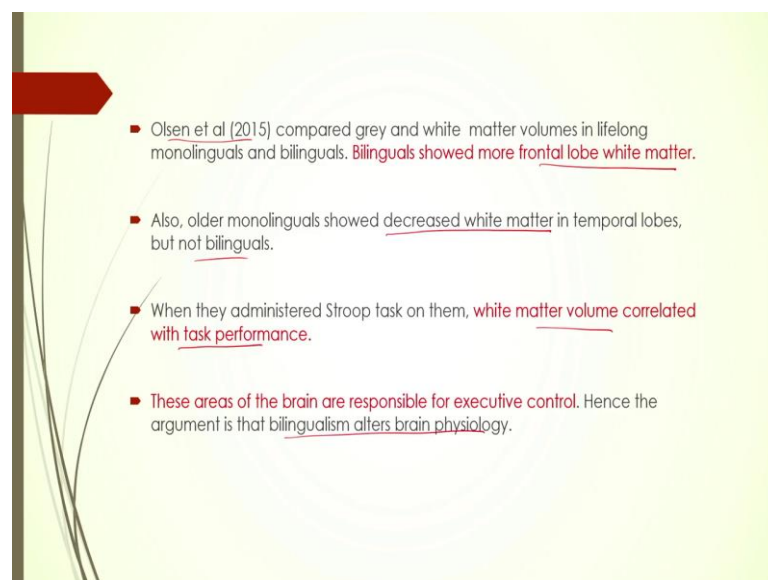 Olsen et al (2015) compared grey and white matter volumes in lifelong
monolinguals and bilinguals. Bilinguals showed more frontal lobe white matter.
Also, older monolinguals showed decreased white matter in temporal lobes,
but not bilinguals.
When they administered Stroop task on them, white matter volume correlated
with task performance.
These areas of the brain are responsible for executive control. Hence the
argument is that bilingualism alters brain physiology.